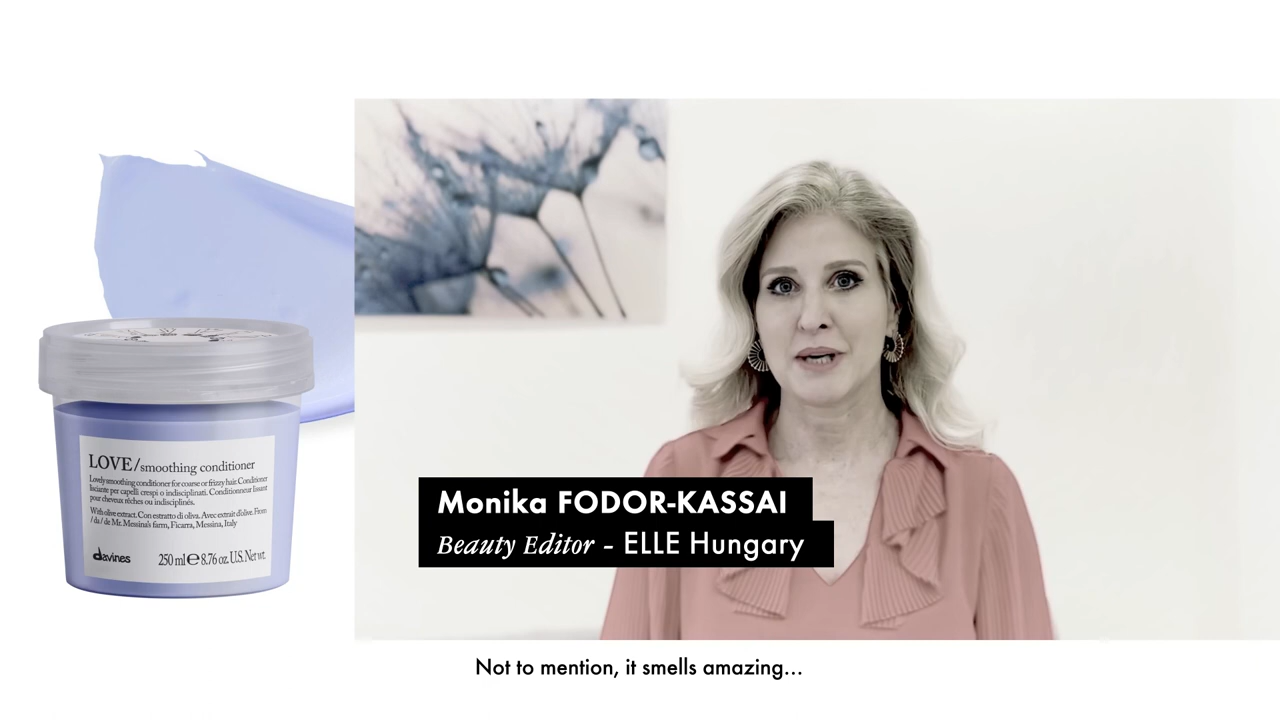 LOVE/smoothing conditioner
Lovely smoothing conditioner for coarse or frizzy hair. Conditioner
lisciante per capelli crespi o indisciplinati. Conditionneur lissant
pour cheveux rêches ou indisciplinés.
With olive extract. Con estratto di oliva. Avec extrait d'olive. From
/da/de Mr. Messina's farm, Ficarra, Messina, Italy
davines
250 ml ℮ 8.76 oz. U.S. Net wt.
Monika FODOR-KASSAI
Beauty Editor - ELLE Hungary
Not to mention, it smells amazing...